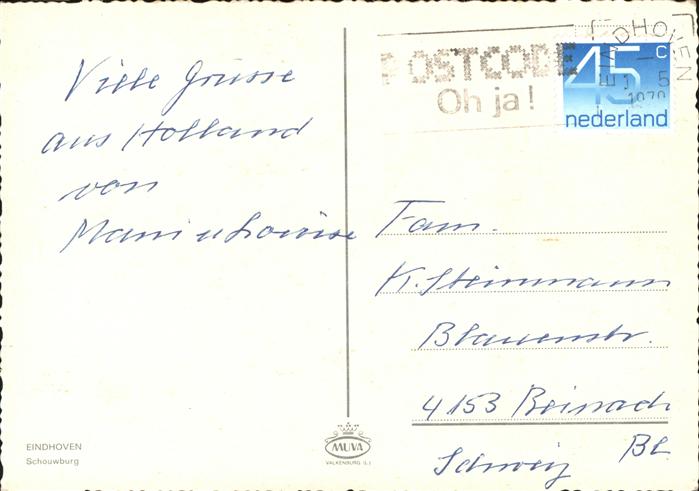 Viele Grüsse
aus Holland
von
POSTCODE
Oh ja!
EINDHOVEN
45 c
nederland
Fam.
K. Steinmann
Blauenstr.
4153 Reinach
BL
Schweiz
EINDHOVEN
Schouwburg
MUVA
VALKENBURG (L.)